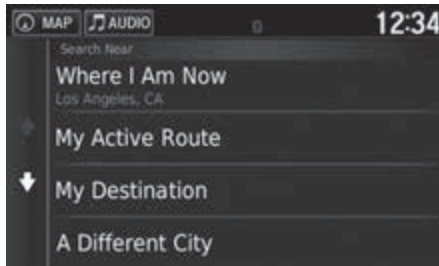 MAP AUDIO 12:34
Search Near
Where I Am Now
Los Angeles, CA
My Active Route
My Destination
A Different City